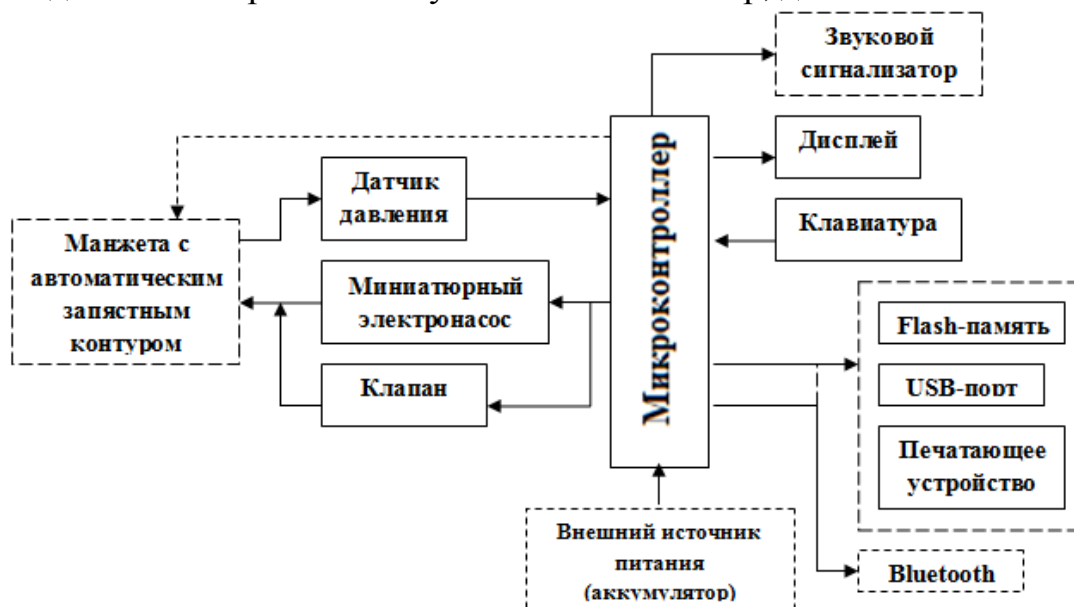 Звуковой
сигнализатор
Микроконтроллер
Дисплей
Датчик
давления
Клавиатура
Манжета с
автоматическим
запястным
контуром
Миниатюрный
электронасос
Flash-память
Клапан
USB-порт
Печатающее
устройство
Внешний источник
питания
(аккумулятор)
Bluetooth